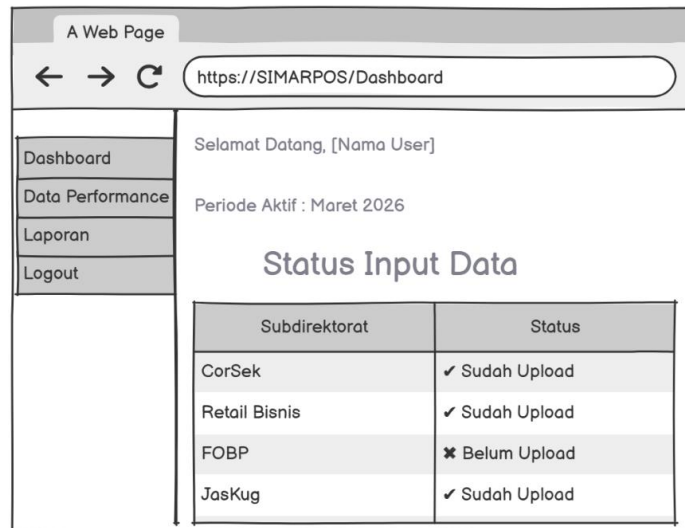 A Web Page
https://SIMARPOS/Dashboard
Dashboard
Data Performance
Laporan
Logout
Selamat Datang, [Nama User]
Periode Aktif : Maret 2026
Status Input Data
Subdirektorat Status
CorSek ✔ Sudah Upload
Retail Bisnis ✔ Sudah Upload
FOBP ✖ Belum Upload
JasKug ✔ Sudah Upload